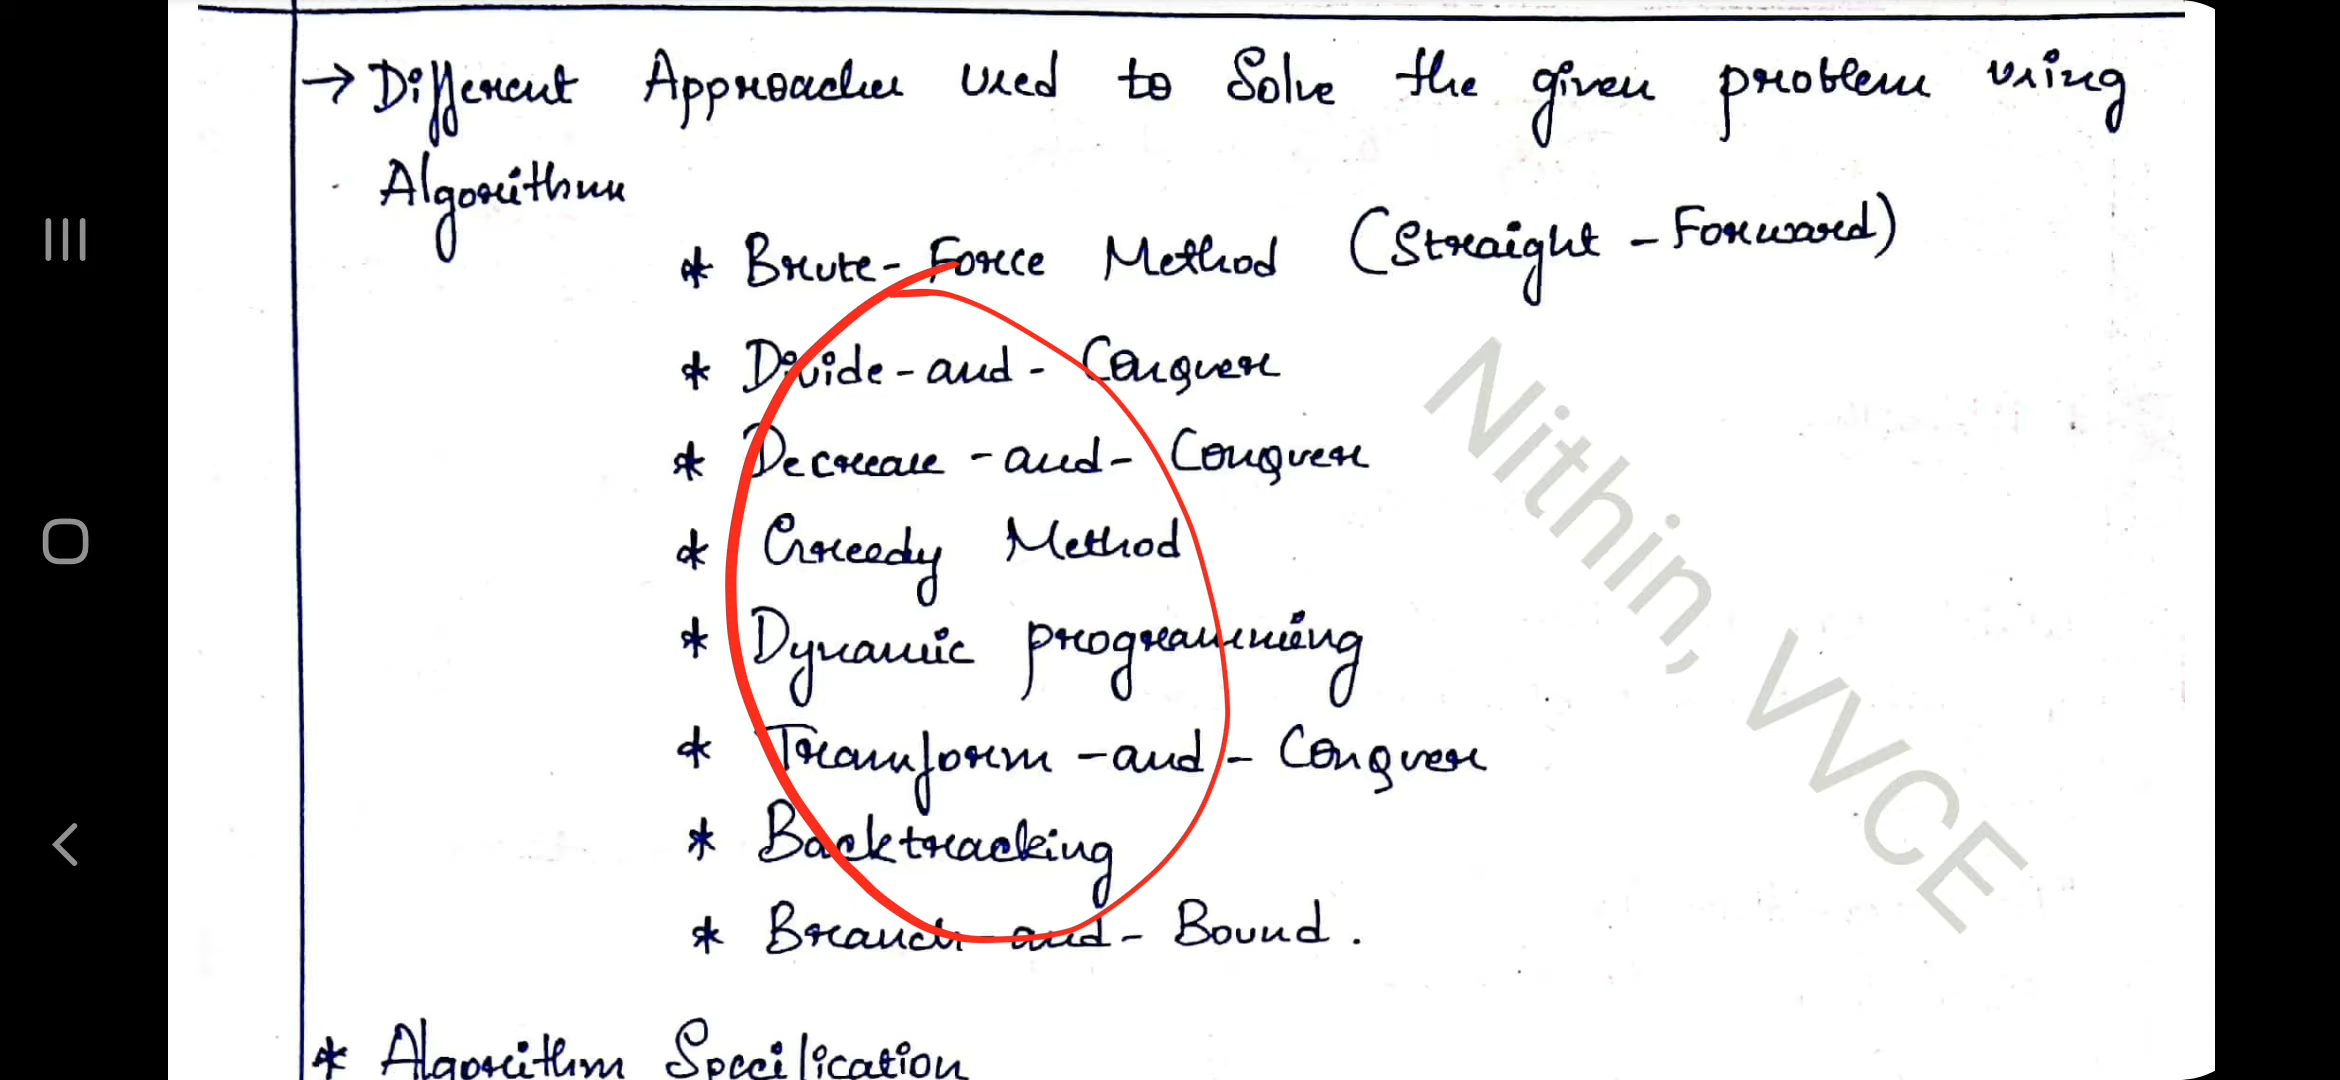 → Different Approaches used to Solve the given problem using
Algorithms
* Brute-Force Method (Straight-Forward)
* Divide-and-Conquer
* Decrease-and-Conquer
* Greedy Method
* Dynamic programming
* Transform-and-Conquer
* Backtracking
* Branch-and-Bound.
* Algorithm Specification
Nithin, VVCE